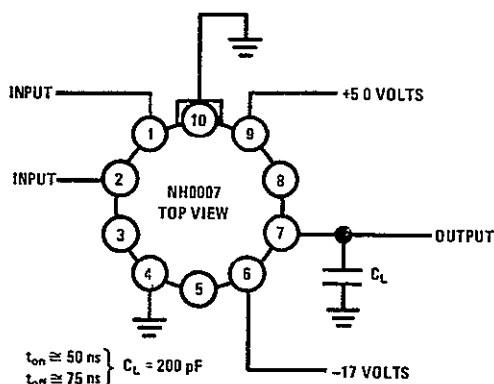 INPUT
10
+5.0 VOLTS
1
9
INPUT
2
8
NH0007
TOP VIEW
3
7
OUTPUT
4
5
6
CL
ton ≅ 50 ns
toff ≅ 75 ns
CL = 200 pF
–17 VOLTS